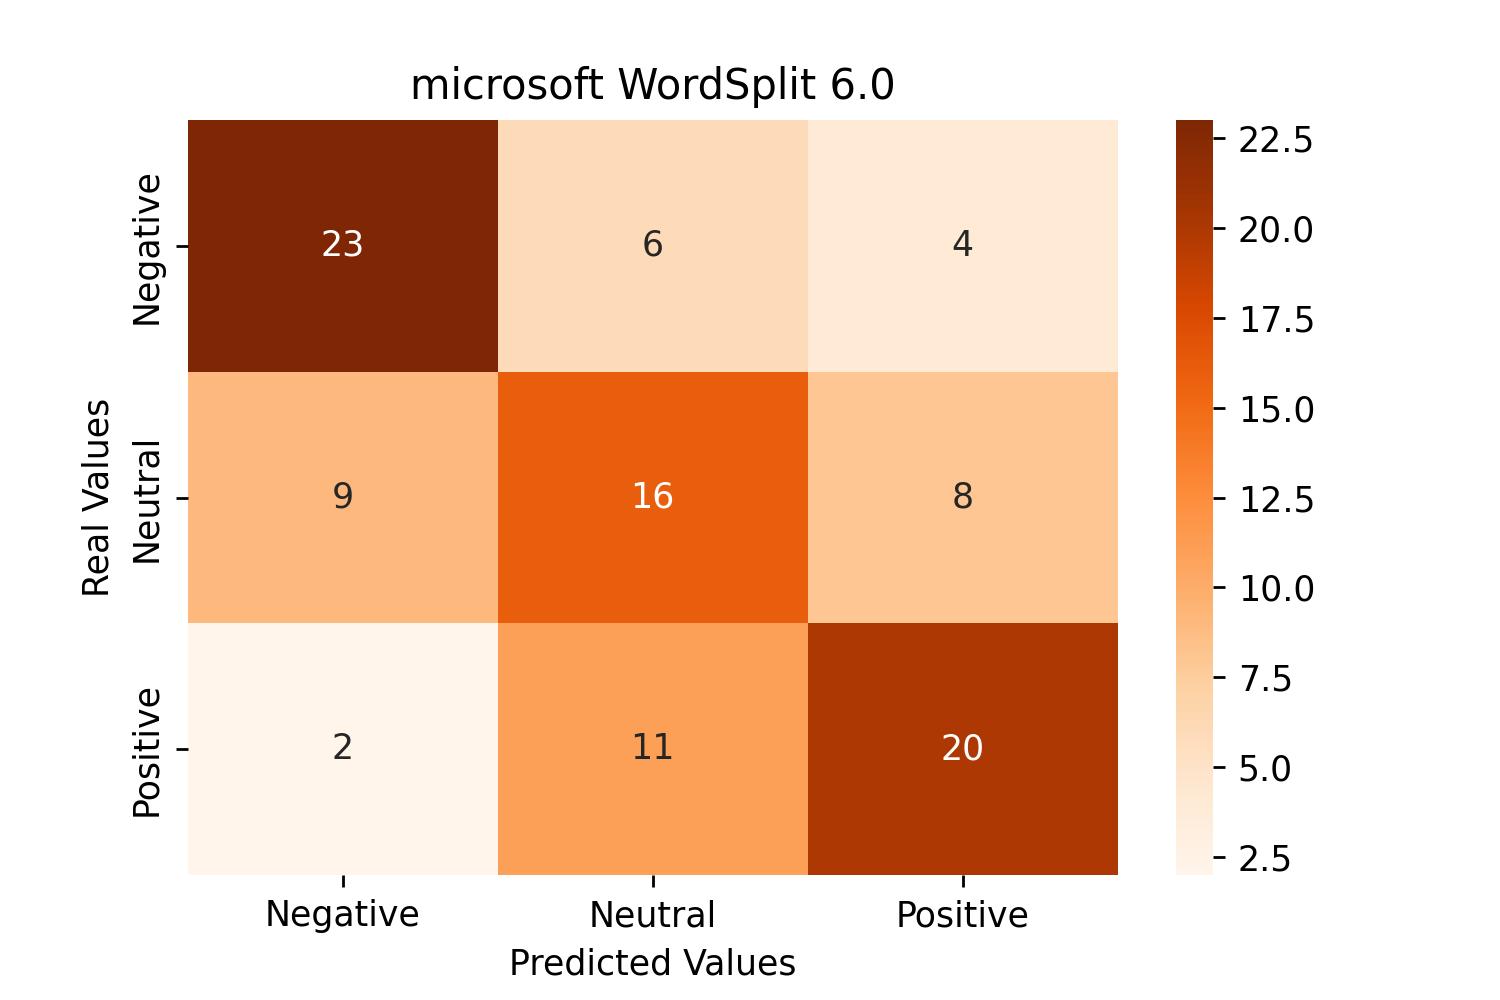 microsoft WordSplit 6.0
Real Values
Negative
23 6 4
Neutral
9 16 8
Positive
2 11 20
Negative Neutral Positive
Predicted Values
22.5
20.0
17.5
15.0
12.5
10.0
7.5
5.0
2.5